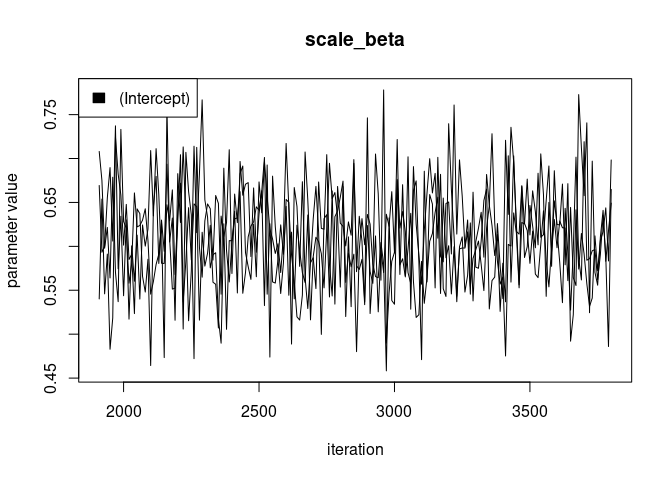 scale_beta
(Intercept)
parameter value
0.75
0.65
0.55
0.45
2000 2500 3000 3500
iteration